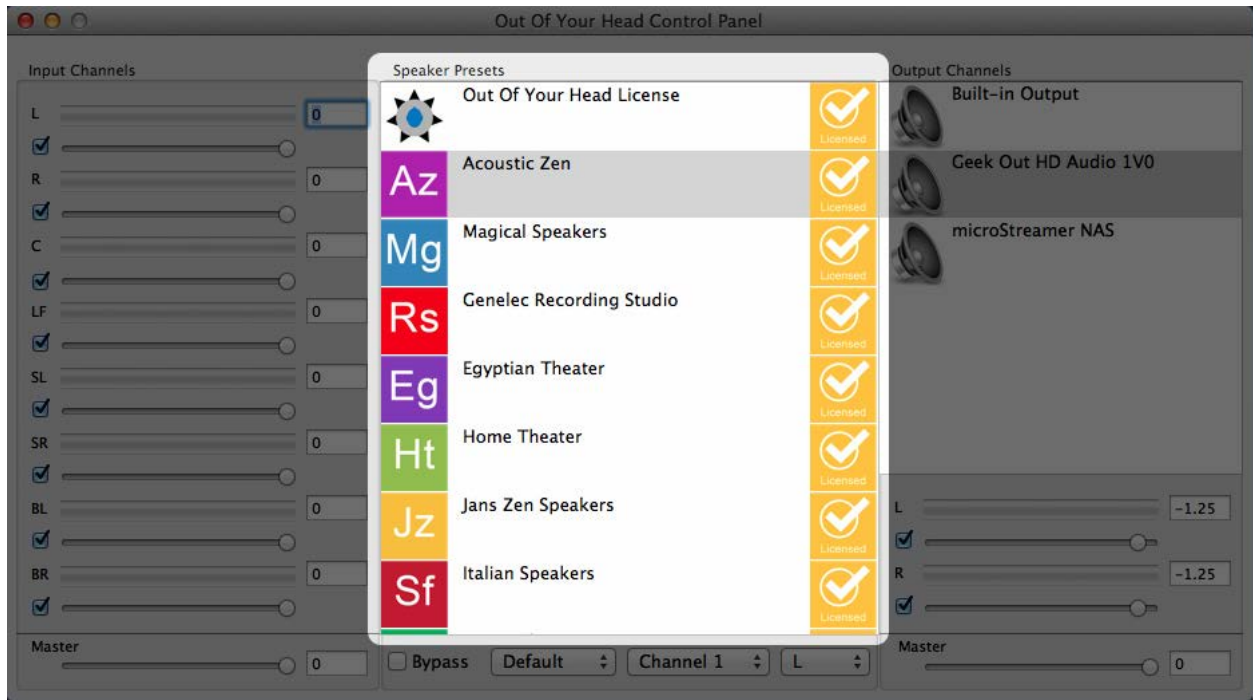 Out Of Your Head Control Panel
Input Channels
L
0
R
0
C
0
LF
0
SL
0
SR
0
BL
0
BR
0
Master
0
Speaker Presets
Out Of Your Head License
Licensed
Az
Acoustic Zen
Licensed
Mg
Magical Speakers
Licensed
Rs
Genelec Recording Studio
Licensed
Eg
Egyptian Theater
Licensed
Ht
Home Theater
Licensed
Jz
Jans Zen Speakers
Licensed
Sf
Italian Speakers
Licensed
Bypass
Default
Channel 1
L
Output Channels
Built-in Output
Geek Out HD Audio 1V0
microStreamer NAS
L
-1.25
R
-1.25
Master
0